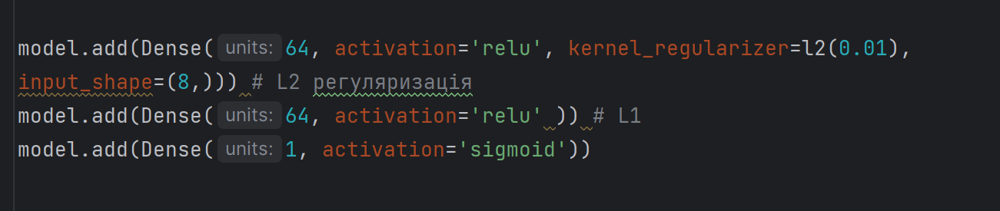 model.add(Dense( units: 64, activation='relu', kernel_regularizer=l2(0.01),
input_shape=(8,))) # L2 регуляризація
model.add(Dense( units: 64, activation='relu' )) # L1
model.add(Dense( units: 1, activation='sigmoid'))